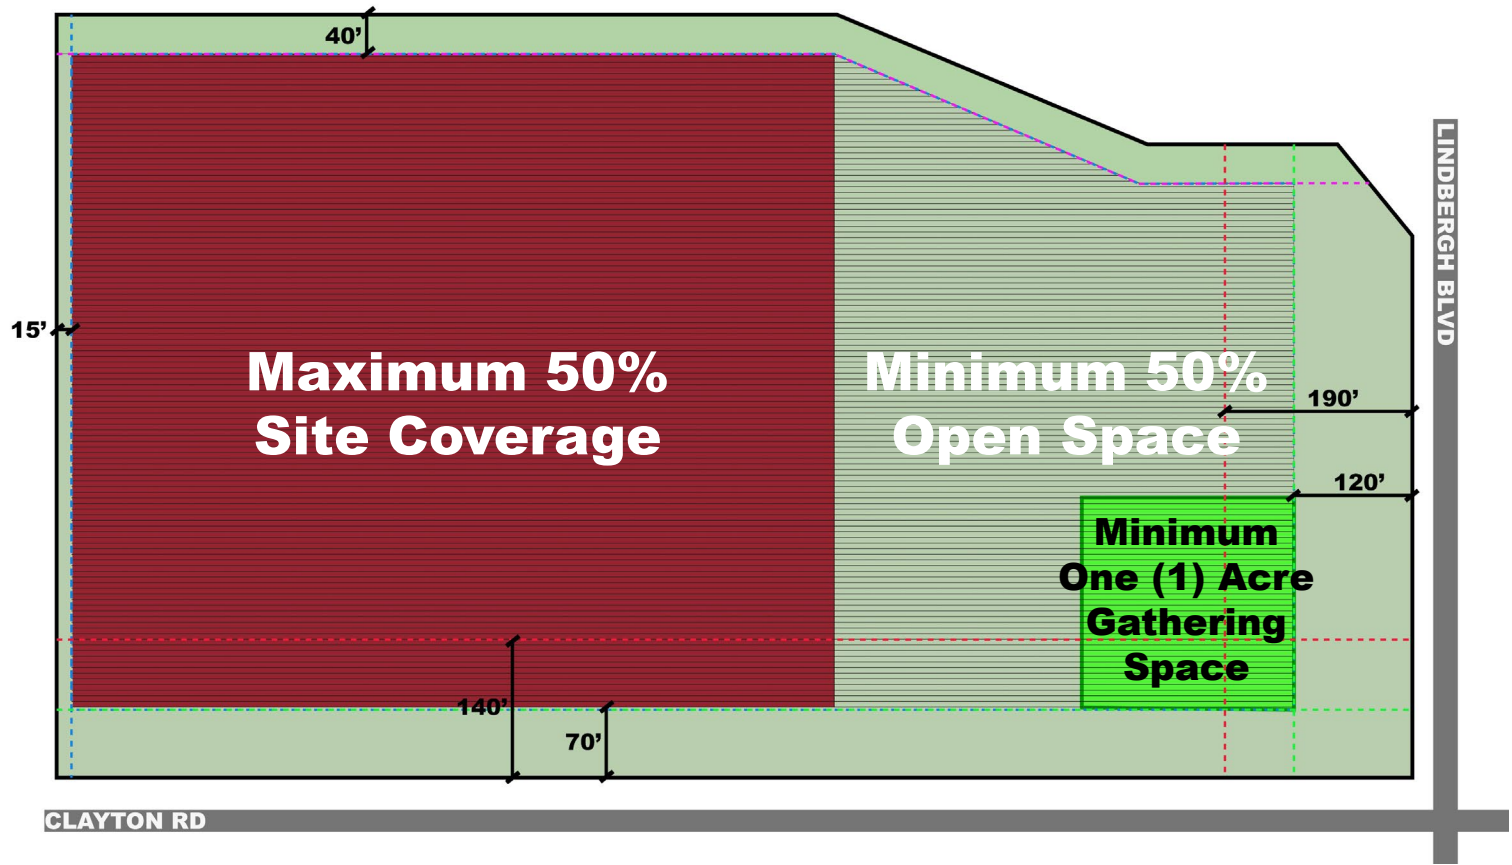 40’
LINDBERGH BLVD
15’
Maximum 50%
Site Coverage
Minimum 50%
Open Space
190’
120’
Minimum
One (1) Acre
Gathering
Space
140’
70’
CLAYTON RD